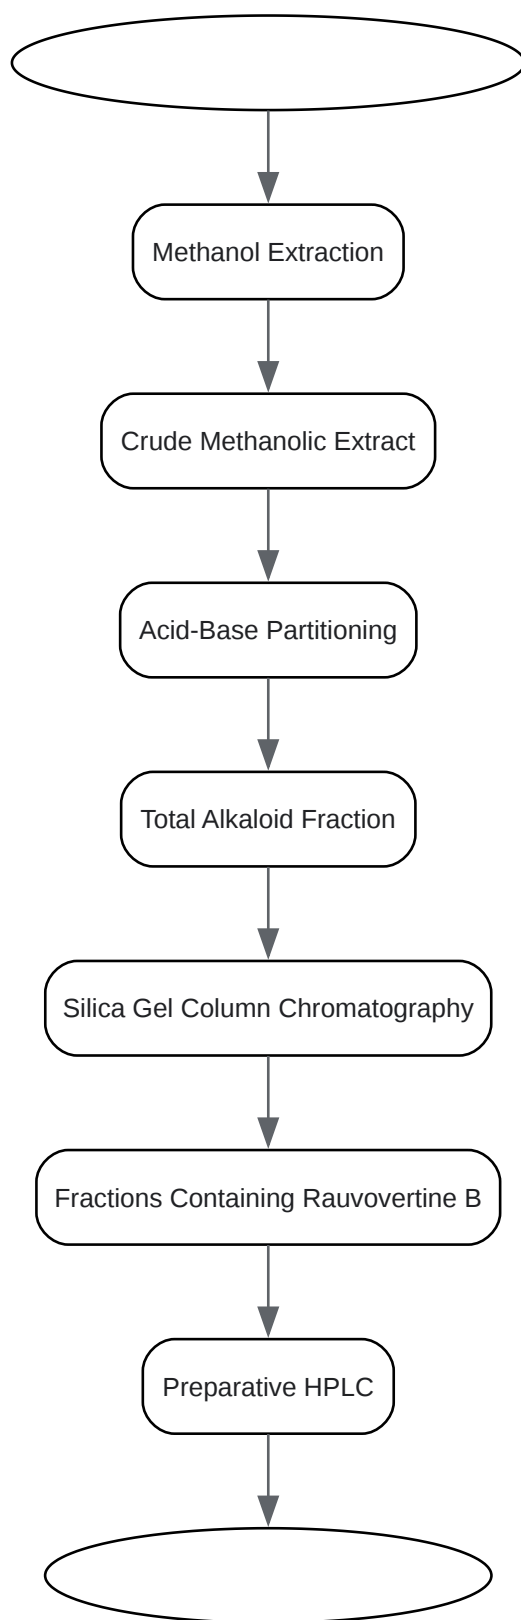 Methanol Extraction
Crude Methanolic Extract
Acid-Base Partitioning
Total Alkaloid Fraction
Silica Gel Column Chromatography
Fractions Containing Rauvovertine B
Preparative HPLC